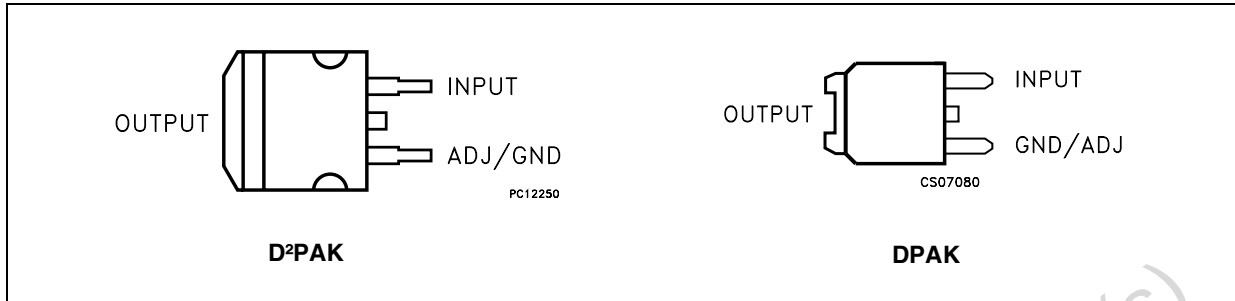 INPUT
OUTPUT
ADJ/GND
PC12250
D²PAK
INPUT
OUTPUT
GND/ADJ
CS07080
DPAK